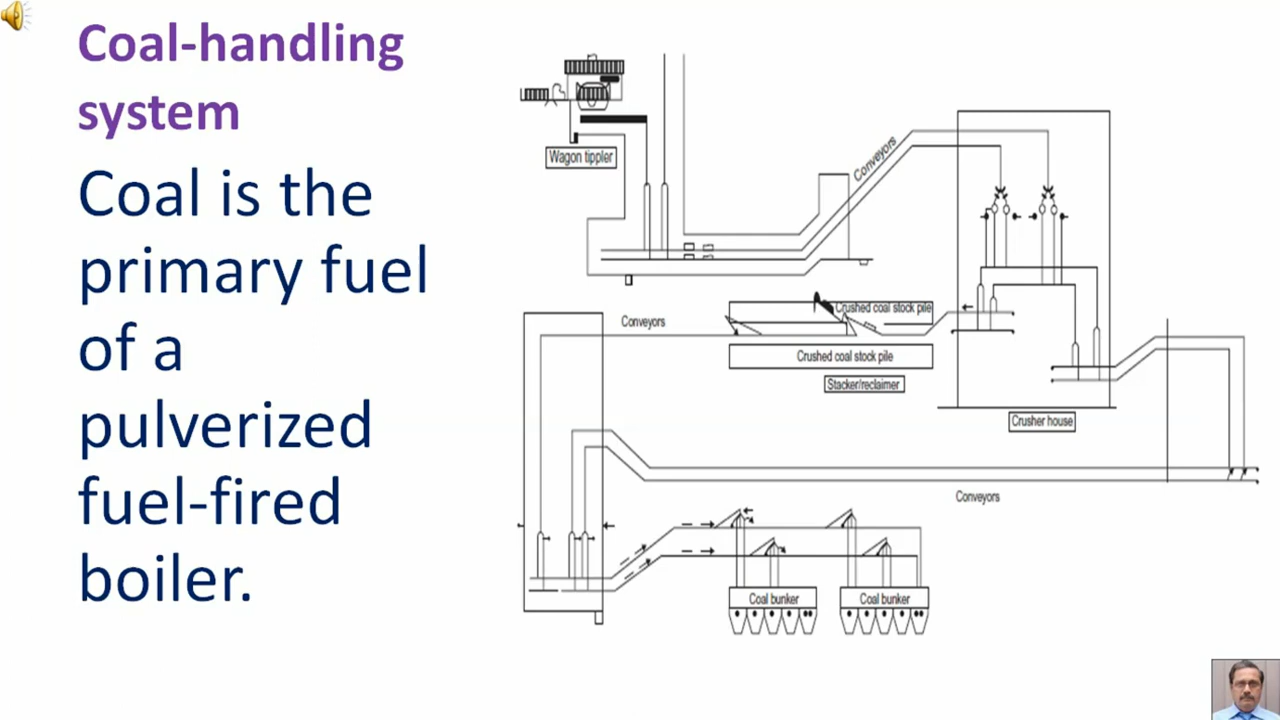 Coal-handling
system
Coal is the
primary fuel
of a
pulverized
fuel-fired
boiler.
Wagon tippler
Conveyors
Crushed coal stock pile
Conveyors
Crushed coal stock pile
Stacker/reclaimer
Crusher house
Conveyors
Coal bunker
Coal bunker